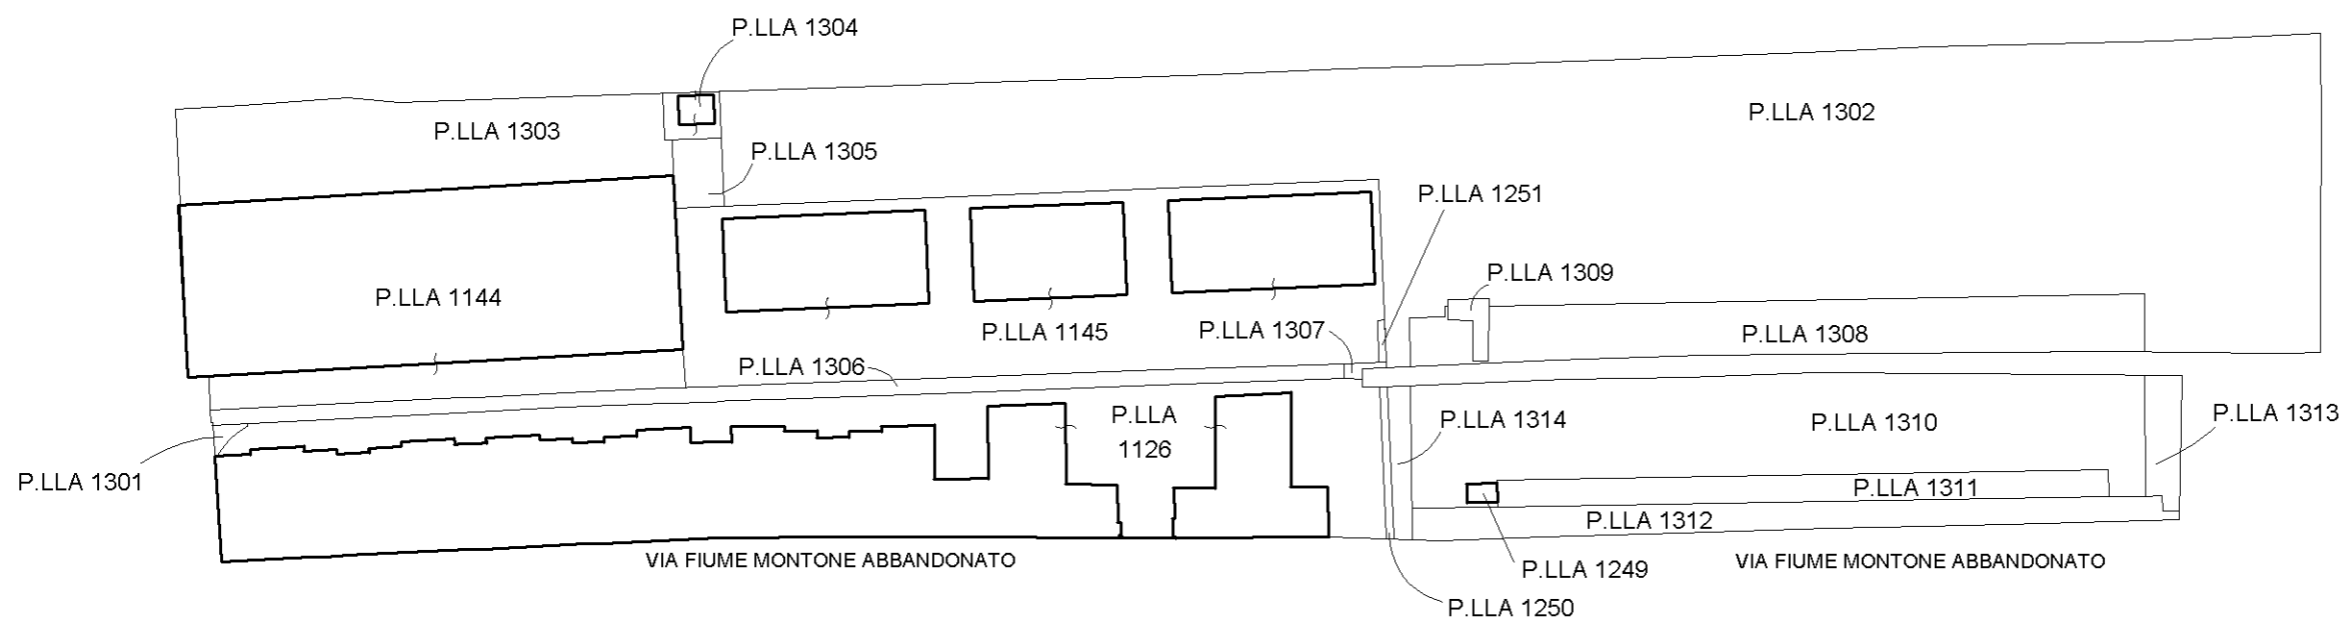 P.LLA 1304
P.LLA 1302
P.LLA 1303
P.LLA 1305
P.LLA 1251
P.LLA 1309
P.LLA 1144
P.LLA 1145
P.LLA 1307
P.LLA 1308
P.LLA 1306
P.LLA
1126
P.LLA 1314
P.LLA 1310
P.LLA 1313
P.LLA 1301
P.LLA 1311
P.LLA 1312
VIA FIUME MONTONE ABBANDONATO
VIA FIUME MONTONE ABBANDONATO
P.LLA 1249
P.LLA 1250